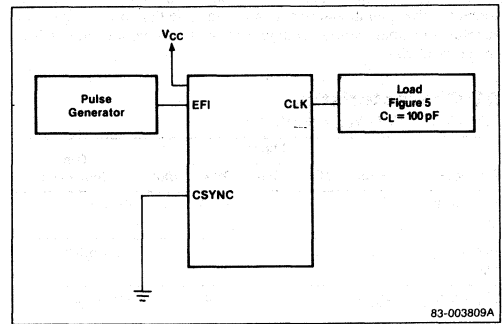 VCC
Pulse
Generator
EFI
CLK
Load
Figure 5
CL = 100 pF
CSYNC
83-003809A